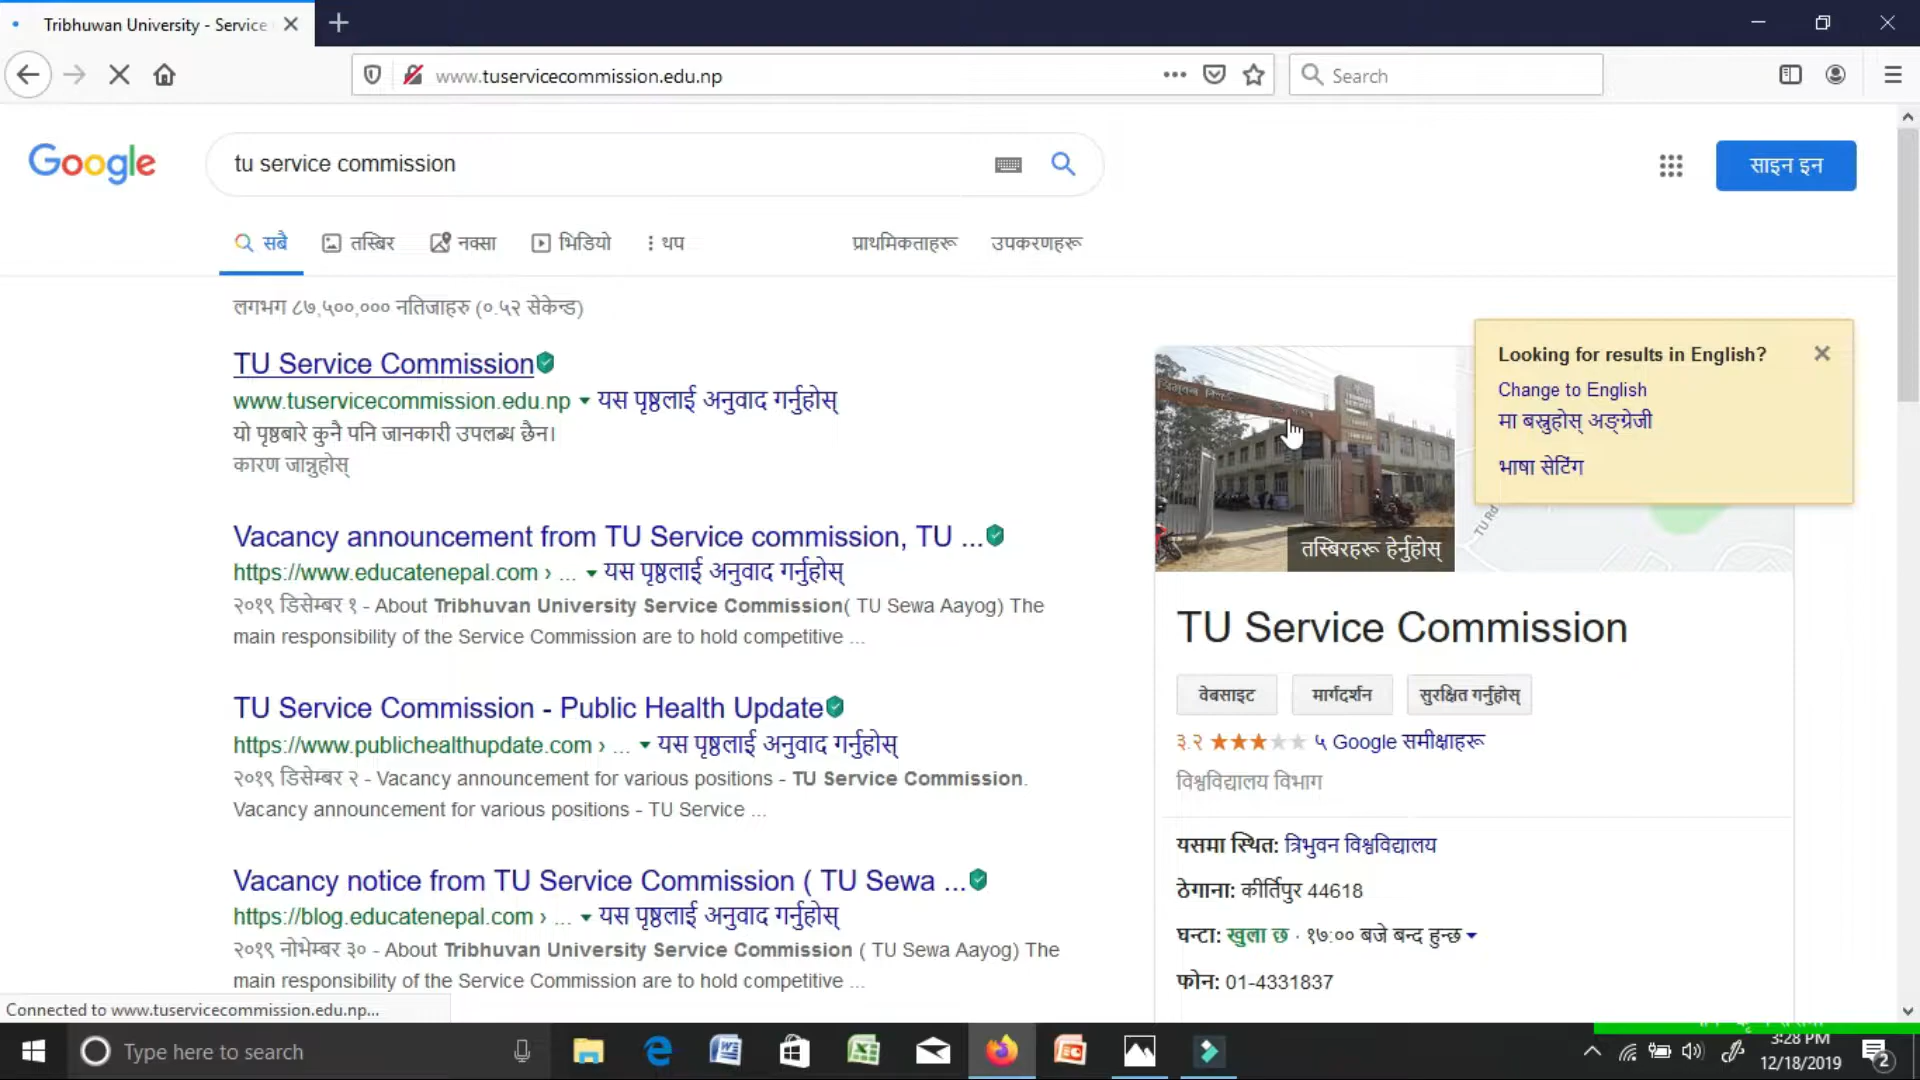 Tribhuwan University - Service
www.tuservicecommission.edu.np
Search
Google
tu service commission
साइन इन
सबै
तस्बिर
नक्सा
भिडियो
थप
प्राथमिकताहरू
उपकरणहरू
लगभग ८७,५००,००० नतिजाहरु (०.५२ सेकेन्ड)
TU Service Commission
www.tuservicecommission.edu.np यस पृष्ठलाई अनुवाद गर्नुहोस्
यो पृष्ठबारे कुनै पनि जानकारी उपलब्ध छैन।
कारण जान्नुहोस्
Vacancy announcement from TU Service commission, TU ...
https://www.educatenepal.com › ... यस पृष्ठलाई अनुवाद गर्नुहोस्
२०१९ डिसेम्बर १ - About Tribhuvan University Service Commission( TU Sewa Aayog) The
main responsibility of the Service Commission are to hold competitive ...
TU Service Commission - Public Health Update
https://www.publichealthupdate.com › ... यस पृष्ठलाई अनुवाद गर्नुहोस्
२०१९ डिसेम्बर २ - Vacancy announcement for various positions - TU Service Commission.
Vacancy announcement for various positions - TU Service ...
Vacancy notice from TU Service Commission ( TU Sewa ...
https://blog.educatenepal.com › ... यस पृष्ठलाई अनुवाद गर्नुहोस्
२०१९ नोभेम्बर ३० - About Tribhuvan University Service Commission ( TU Sewa Aayog) The
main responsibility of the Service Commission are to hold competitive ...
Looking for results in English?
Change to English
मा बस्नुहोस् अङ्ग्रेजी
भाषा सेटिंग
TU Rd
तस्बिरहरू हेर्नुहोस्
TU Service Commission
वेबसाइट
मार्गदर्शन
सुरक्षित गर्नुहोस्
३.२ ५ Google समीक्षाहरू
विश्वविद्यालय विभाग
यसमा स्थित: त्रिभुवन विश्वविद्यालय
ठेगाना: कीर्तिपुर 44618
घन्टा: खुला छ · १७:०० बजे बन्द हुन्छ
फोन: 01-4331837
Connected to www.tuservicecommission.edu.np...
Type here to search
3:28 PM
12/18/2019
2